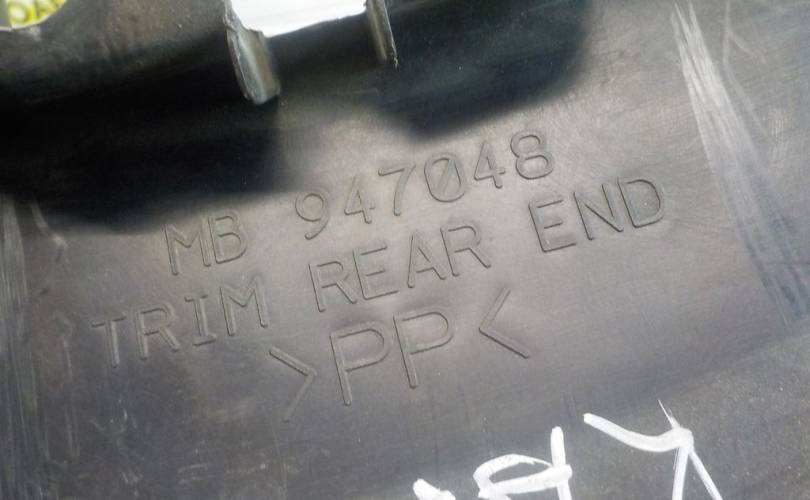 MB 947048
TRIM REAR END
>PP<